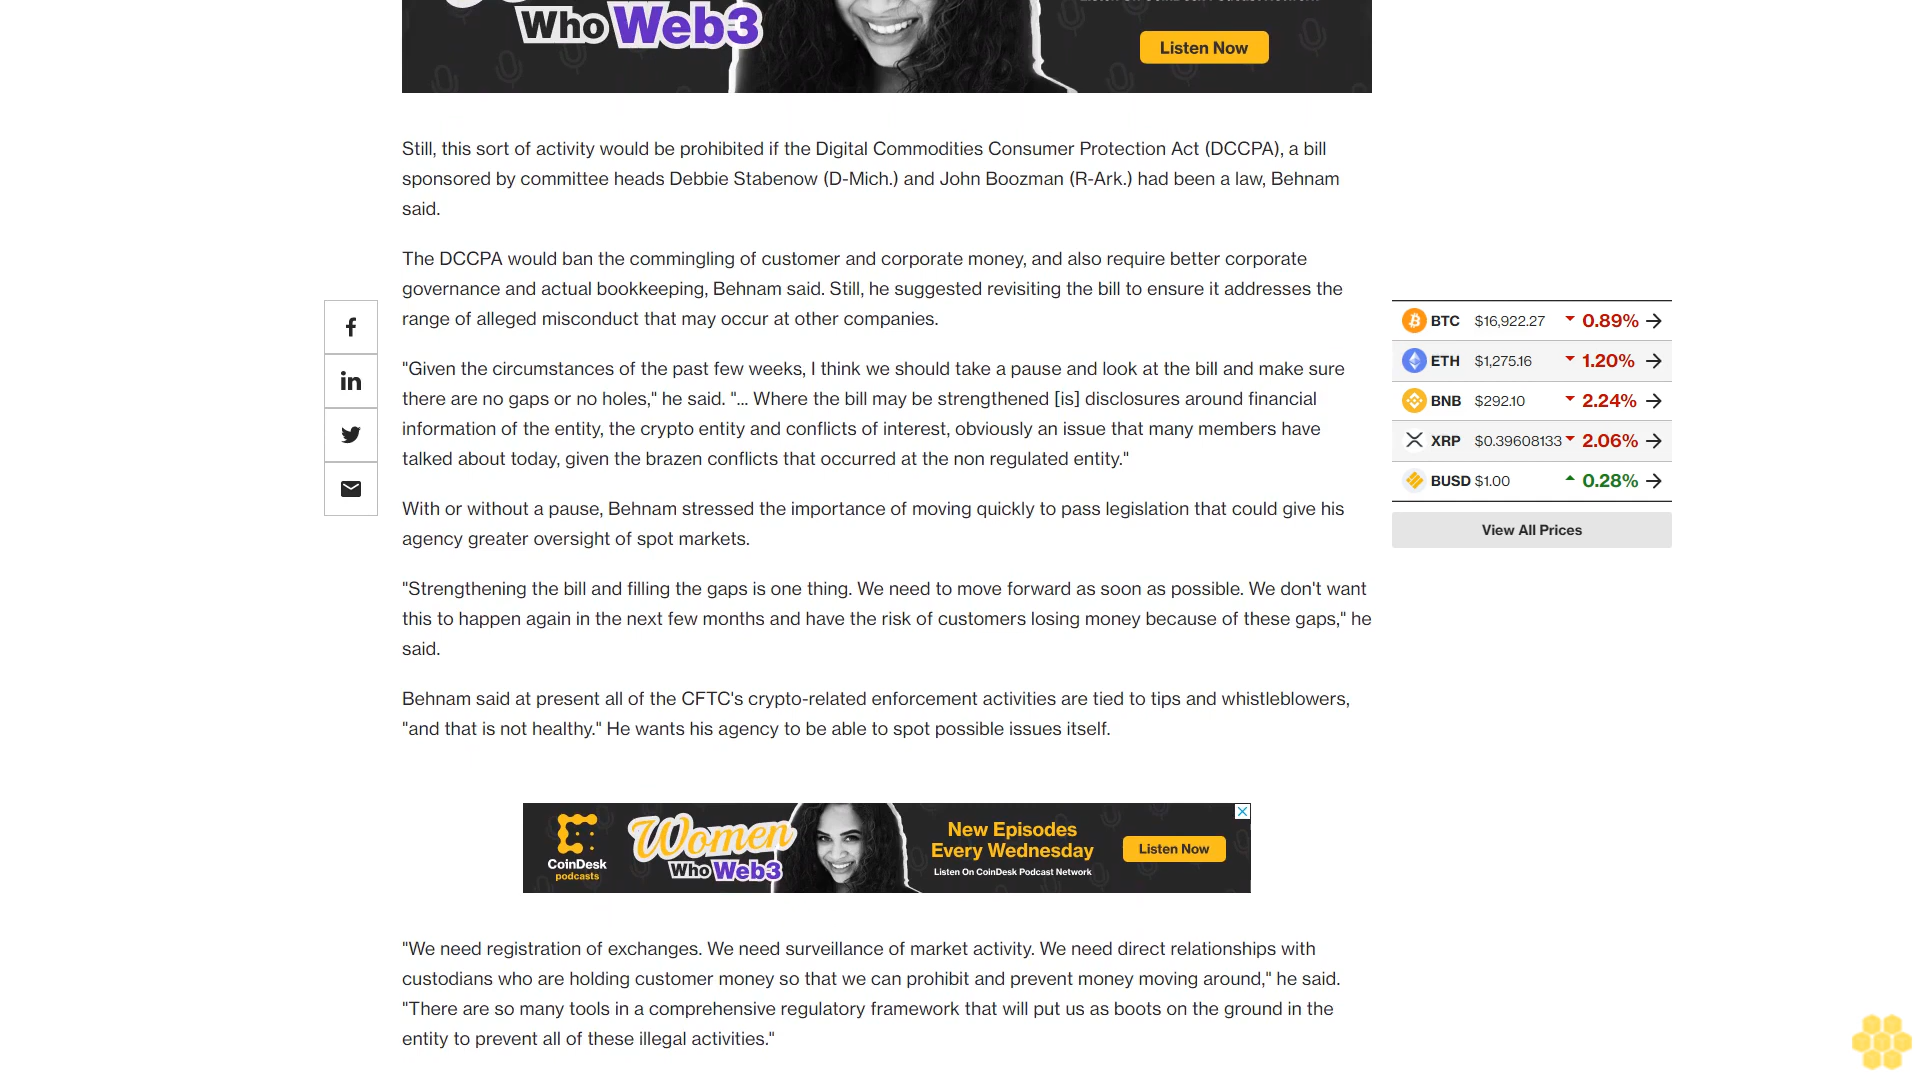 Who Web3
Listen Now
Still, this sort of activity would be prohibited if the Digital Commodities Consumer Protection Act (DCCPA), a bill
sponsored by committee heads Debbie Stabenow (D-Mich.) and John Boozman (R-Ark.) had been a law, Behnam
said.
The DCCPA would ban the commingling of customer and corporate money, and also require better corporate
governance and actual bookkeeping, Behnam said. Still, he suggested revisiting the bill to ensure it addresses the
range of alleged misconduct that may occur at other companies.
"Given the circumstances of the past few weeks, I think we should take a pause and look at the bill and make sure
there are no gaps or no holes," he said. "... Where the bill may be strengthened [is] disclosures around financial
information of the entity, the crypto entity and conflicts of interest, obviously an issue that many members have
talked about today, given the brazen conflicts that occurred at the non regulated entity."
With or without a pause, Behnam stressed the importance of moving quickly to pass legislation that could give his
agency greater oversight of spot markets.
"Strengthening the bill and filling the gaps is one thing. We need to move forward as soon as possible. We don't want
this to happen again in the next few months and have the risk of customers losing money because of these gaps," he
said.
Behnam said at present all of the CFTC's crypto-related enforcement activities are tied to tips and whistleblowers,
"and that is not healthy." He wants his agency to be able to spot possible issues itself.
CoinDesk
podcasts
Women
Who Web3
New Episodes
Every Wednesday
Listen On CoinDesk Podcast Network
Listen Now
"We need registration of exchanges. We need surveillance of market activity. We need direct relationships with
custodians who are holding customer money so that we can prohibit and prevent money moving around," he said.
"There are so many tools in a comprehensive regulatory framework that will put us as boots on the ground in the
entity to prevent all of these illegal activities."
BTC $16,922.27 0.89%
ETH $1,275.16 1.20%
BNB $292.10 2.24%
XRP $0.39608133 2.06%
BUSD $1.00 0.28%
View All Prices